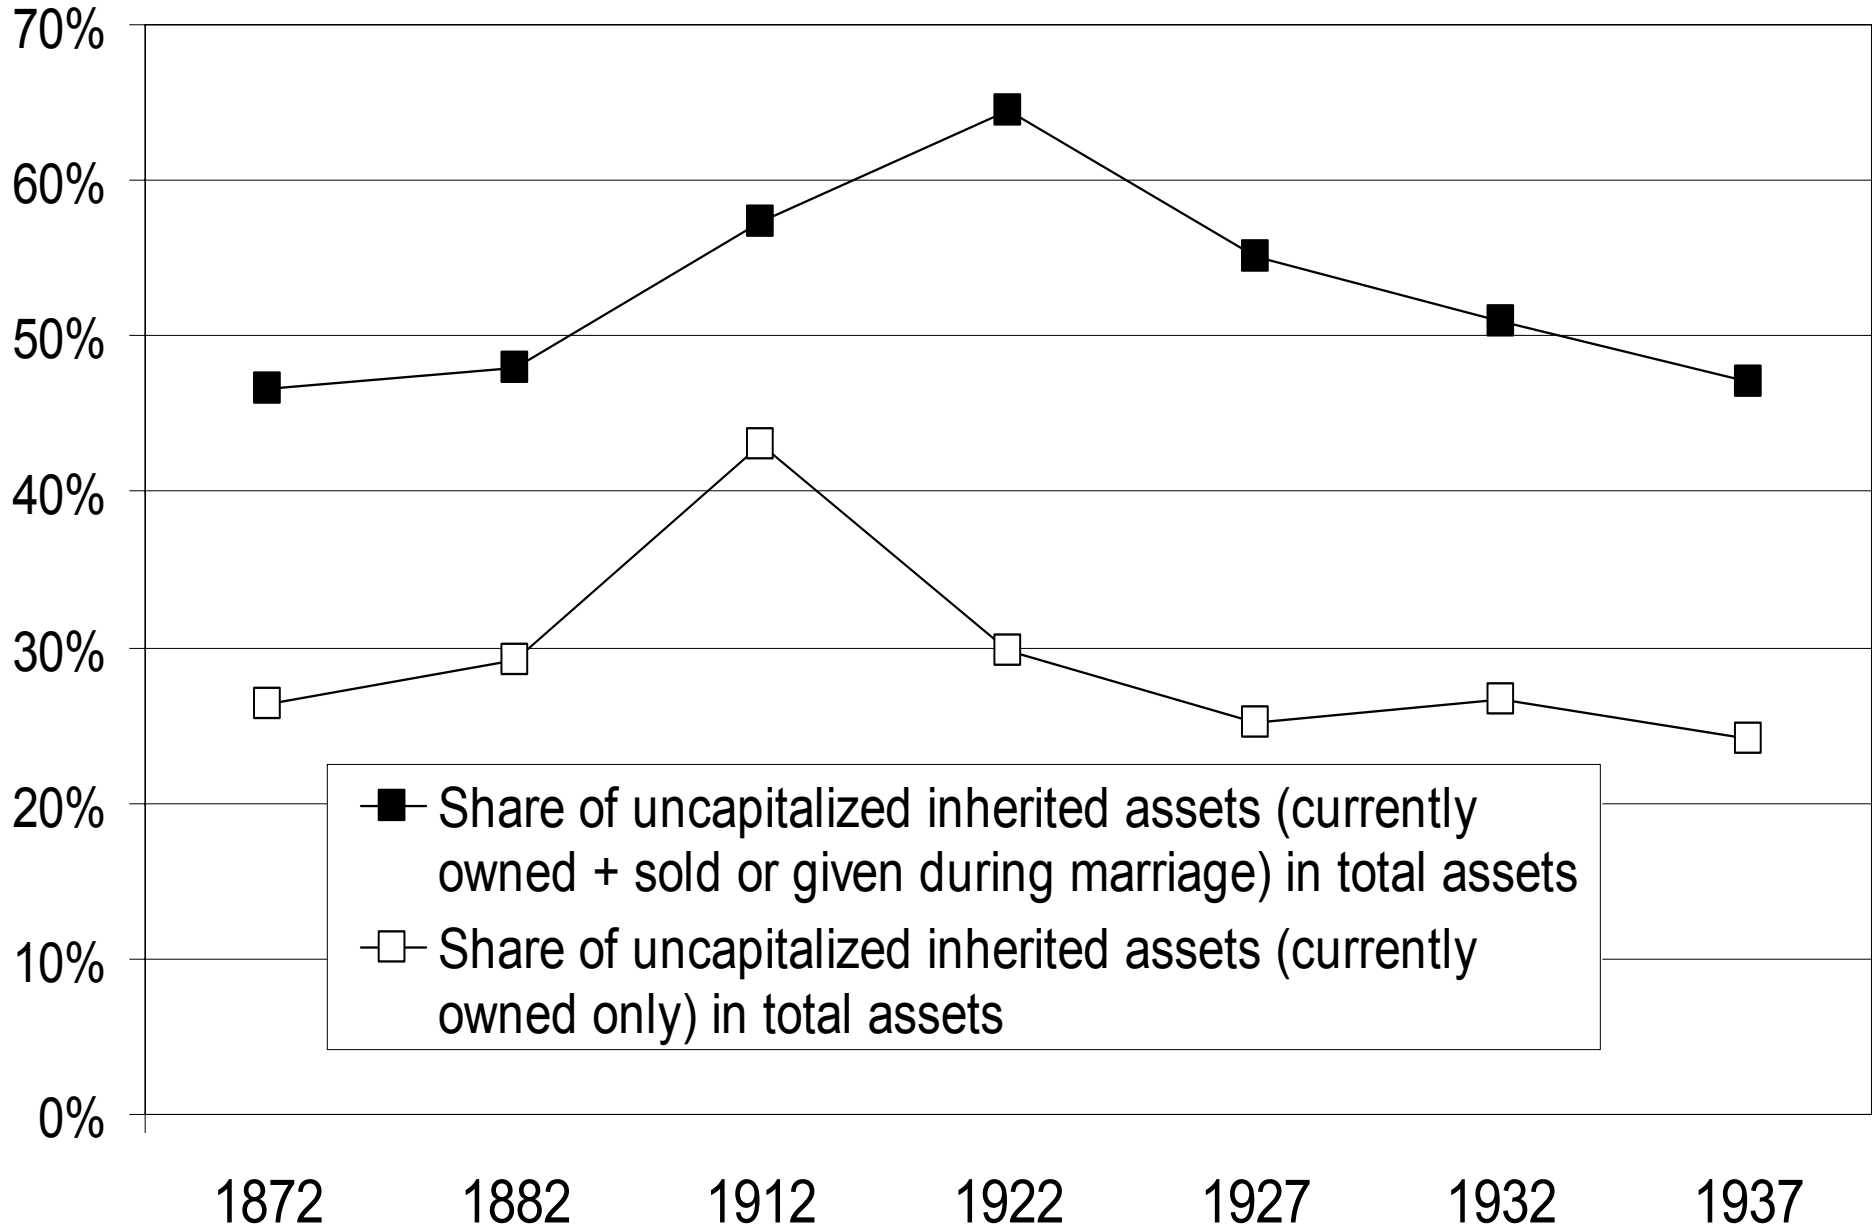 70%
60%
50%
40%
30%
20%
10%
0%
Share of uncapitalized inherited assets (currently
owned + sold or given during marriage) in total assets
Share of uncapitalized inherited assets (currently
owned only) in total assets
1872 1882 1912 1922 1927 1932 1937